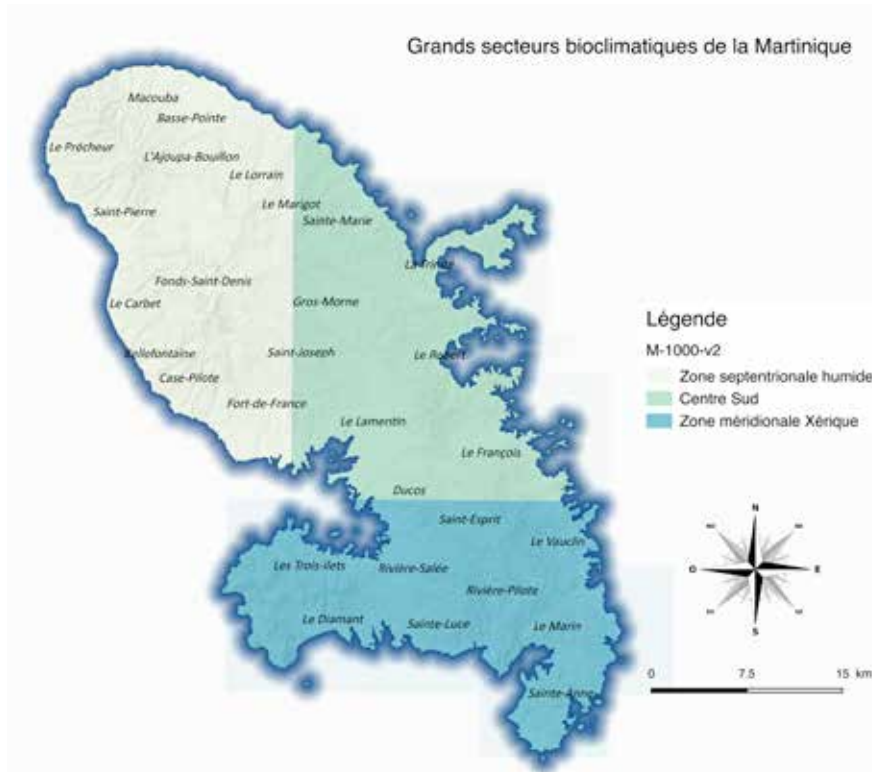 Grands secteurs bioclimatiques de la Martinique
Macouba
Basse-Pointe
Le Prêcheur
L'Ajoupa-Bouillon
Le Lorrain
Le Marigot
Saint-Pierre
Sainte-Marie
La Trinité
Fonds-Saint-Denis
Le Carbet
Gros-Morne
Bellefontaine
Saint-Joseph
Le Robert
Case-Pilote
Fort-de-France
Le Lamentin
Le François
Ducos
Saint-Esprit
Le Vauclin
Les Trois-Ilets
Rivière-Salée
Rivière-Pilote
Le Diamant
Sainte-Luce
Le Marin
Sainte-Anne
Légende
M-1000-v2
Zone septentrionale humide
Centre Sud
Zone méridionale Xérique
N
O
E
S
0 7.5 15 km